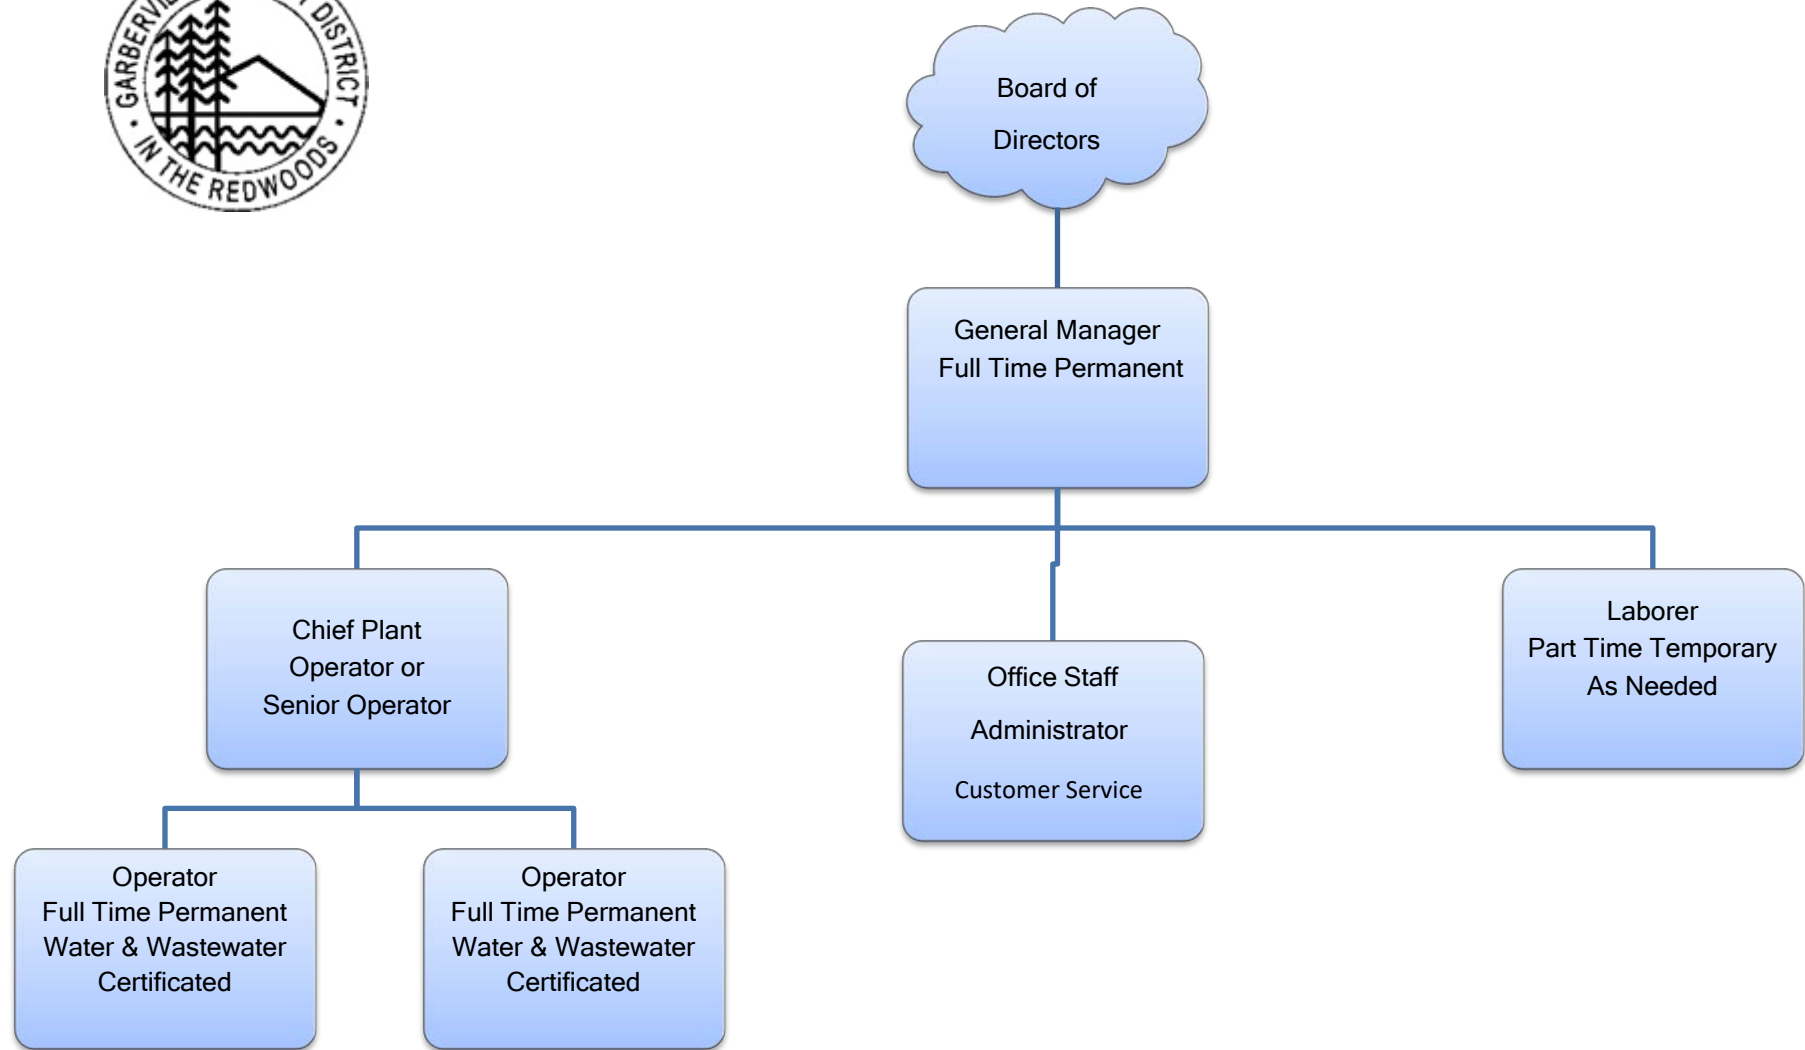 DISTRICT
IN THE REDWOODS
Board of
Directors
General Manager
Full Time Permanent
Chief Plant
Operator or
Senior Operator
Office Staff
Administrator
Customer Service
Laborer
Part Time Temporary
As Needed
Operator
Full Time Permanent
Water & Wastewater
Certificated
Operator
Full Time Permanent
Water & Wastewater
Certificated